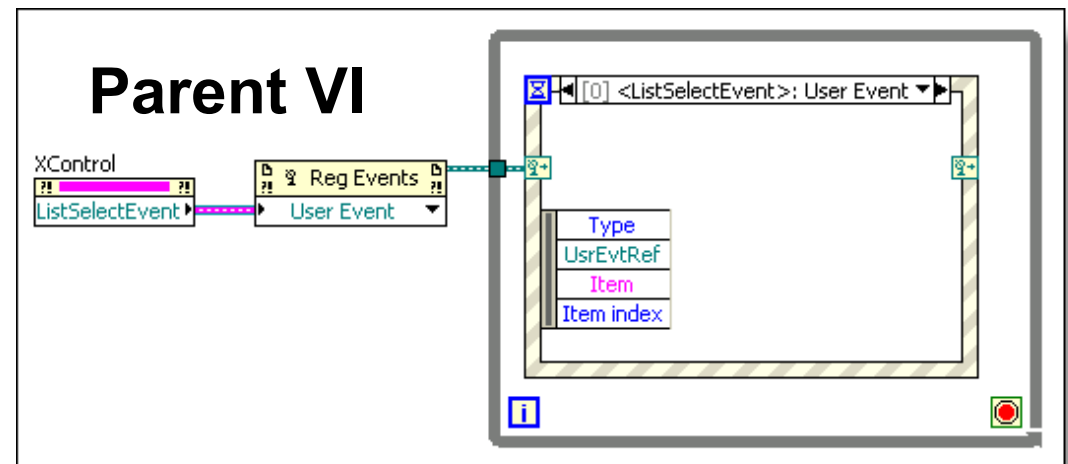 Parent VI
[0] <ListSelectEvent>: User Event
XControl
?! ?!
ListSelectEvent
?! Reg Events ?!
User Event
Type
UsrEvtRef
Item
Item index
i